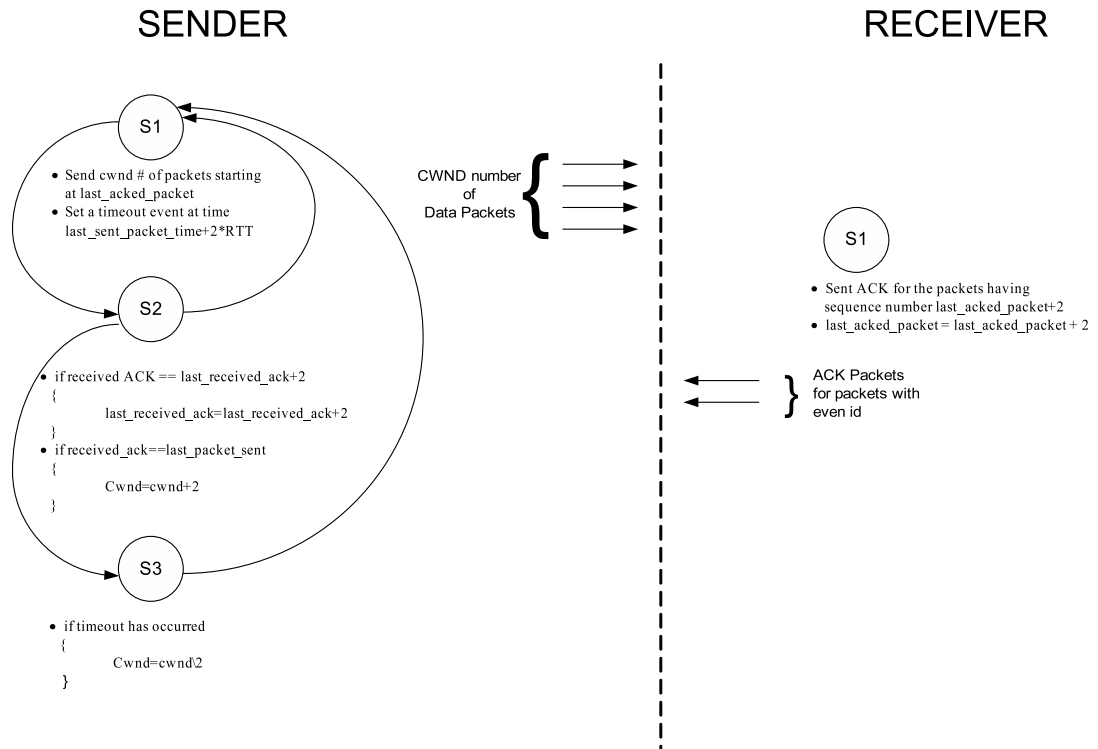 SENDER
RECEIVER
S1
• Send cwnd # of packets starting
at last_acked_packet
• Set a timeout event at time
last_sent_packet_time+2*RTT
CWND number
of
Data Packets
{
S1
• Sent ACK for the packets having
sequence number last_acked_packet+2
• last_acked_packet = last_acked_packet + 2
S2
• if received ACK == last_received_ack+2
{
last_received_ack=last_received_ack+2
}
• if received_ack==last_packet_sent
{
Cwnd=cwnd+2
}
}
ACK Packets
for packets with
even id
S3
• if timeout has occurred
{
Cwnd=cwnd\2
}